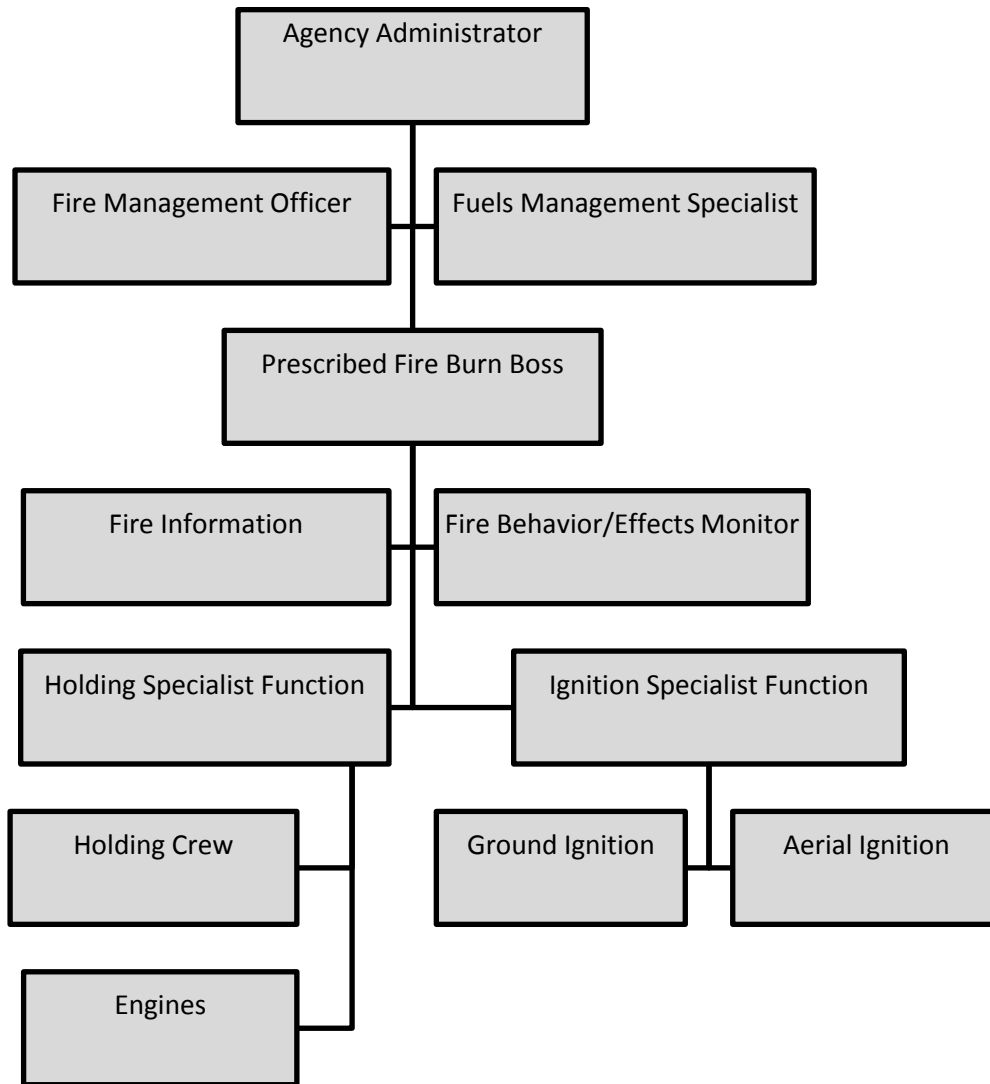 Agency Administrator
Fire Management Officer
Fuels Management Specialist
Prescribed Fire Burn Boss
Fire Information
Fire Behavior/Effects Monitor
Holding Specialist Function
Ignition Specialist Function
Holding Crew
Ground Ignition
Aerial Ignition
Engines